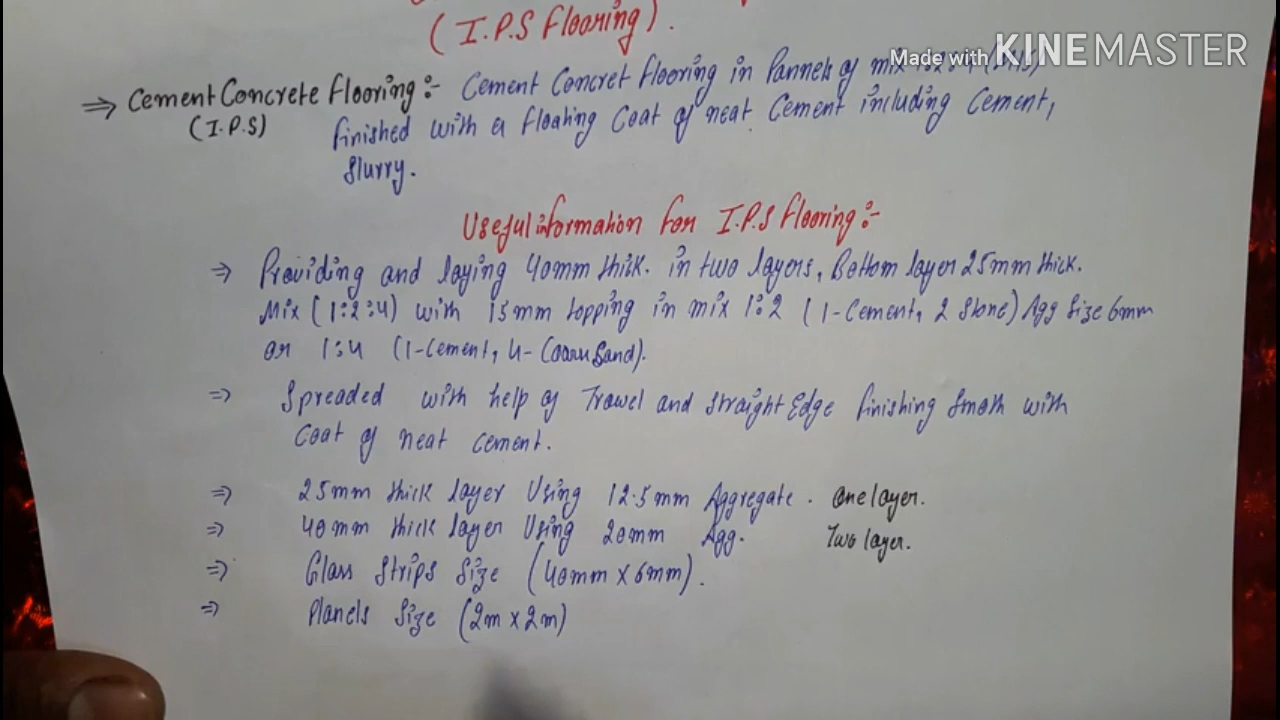 (I.P.S flooring).
Made with KINEMASTER
⇒ Cement Concrete flooring:- Cement Concret flooring in Pannels of mix
(I.P.S) finished with a floating Coat of neat Cement including Cement,
Slurry.
Useful information for I.P.S flooring:-
⇒ Providing and laying 40mm thick. in two layers, Bottom layer 25mm thick.
Mix (1:2:4) with 15mm topping in mix 1:2 (1-Cement, 2 Stone) Agg Size 6mm
or 1:4 (1-Cement, 4- Sand).
⇒ Spreaded with help of Trowel and Straight Edge finishing Smoth with
Coat of neat cement.
⇒ 25mm thick layer Using 12.5mm Aggregate. One layer.
⇒ 40mm thick layer Using 20mm Agg. Two layer.
⇒ Glass Strips Size (40mm x 6mm).
⇒ Planels Size (2m x 2m)